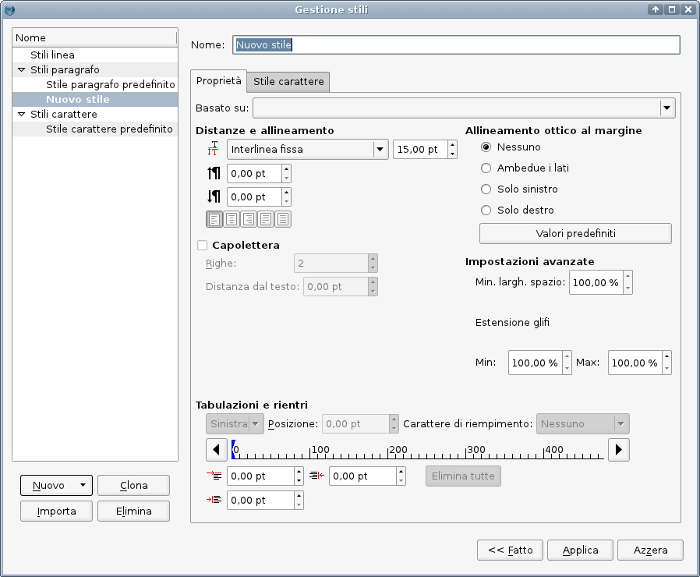 Gestione stili
Nome
Stili linea
Stili paragrafo
Stile paragrafo predefinito
Nuovo stile
Stili carattere
Stile carattere predefinito
Nuovo
Clona
Importa
Elimina
Nome: Nuovo stile
Proprietà
Stile carattere
Basato su:
Distanze e allineamento
Interlinea fissa
15,00 pt
0,00 pt
0,00 pt
Capolettera
Righe: 2
Distanza dal testo: 0,00 pt
Allineamento ottico al margine
Nessuno
Ambedue i lati
Solo sinistro
Solo destro
Valori predefiniti
Impostazioni avanzate
Min. largh. spazio: 100,00 %
Estensione glifi
Min: 100,00 % Max: 100,00 %
Tabulazioni e rientri
Sinistra Posizione: 0,00 pt Carattere di riempimento: Nessuno
0 100 200 300 400
0,00 pt 0,00 pt Elimina tutte
0,00 pt
<< Fatto
Applica
Azzera